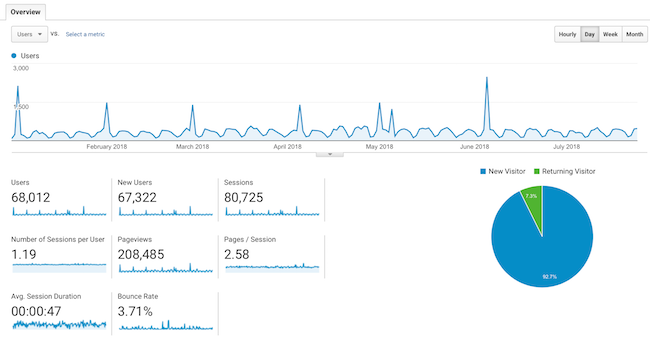 Overview
Users VS. Select a metric
Hourly Day Week Month
Users
3,000
1,500
February 2018 March 2018 April 2018 May 2018 June 2018 July 2018
New Visitor Returning Visitor
Users New Users Sessions
68,012 67,322 80,725
Number of Sessions per User Pageviews Pages / Session
1.19 208,485 2.58
Avg. Session Duration Bounce Rate
00:00:47 3.71%
7.3%
92.7%